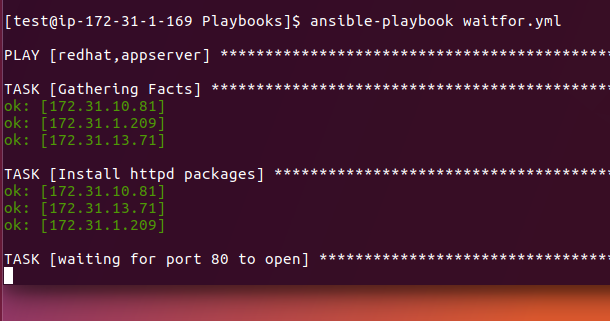 [test@ip-172-31-1-169 Playbooks]$ ansible-playbook waitfor.yml
PLAY [redhat,appserver] ********************************************
TASK [Gathering Facts] *********************************************
ok: [172.31.10.81]
ok: [172.31.1.209]
ok: [172.31.13.71]
TASK [Install httpd packages] **************************************
ok: [172.31.10.81]
ok: [172.31.13.71]
ok: [172.31.1.209]
TASK [waiting for port 80 to open] *********************************